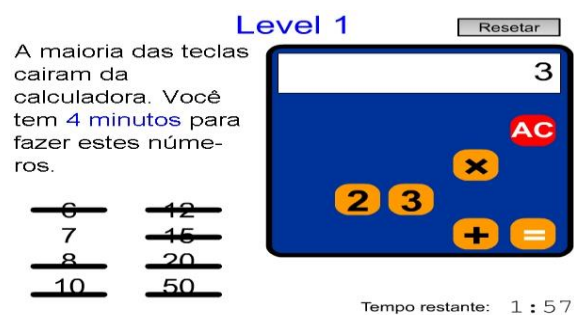 Level 1
Resetar
A maioria das teclas
cairam da
calculadora. Você
tem 4 minutos para
fazer estes núme-
ros.
3
AC
×
2 3
+ =
6 12
7 15
8 20
10 50
Tempo restante: 1:57